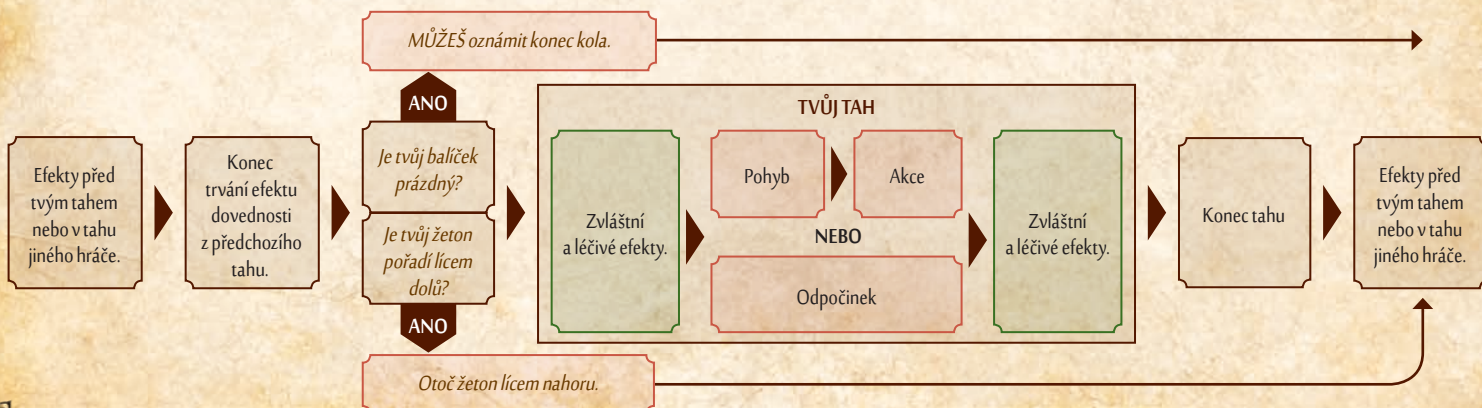 MŮŽEŠ oznámit konec kola.
ANO
TVŮJ TAH
Efekty před
tvým tahem
nebo v tahu
jiného hráče.
Konec
trvání efektu
dovednosti
z předchozího
tahu.
Je tvůj balíček
prázdný?
Je tvůj žeton
pořadí lícem
dolů?
Zvláštní
a léčivé efekty.
Pohyb
Akce
NEBO
Odpočinek
Zvláštní
a léčivé efekty.
Konec tahu
Efekty před
tvým tahem
nebo v tahu
jiného hráče.
ANO
Otoč žeton lícem nahoru.